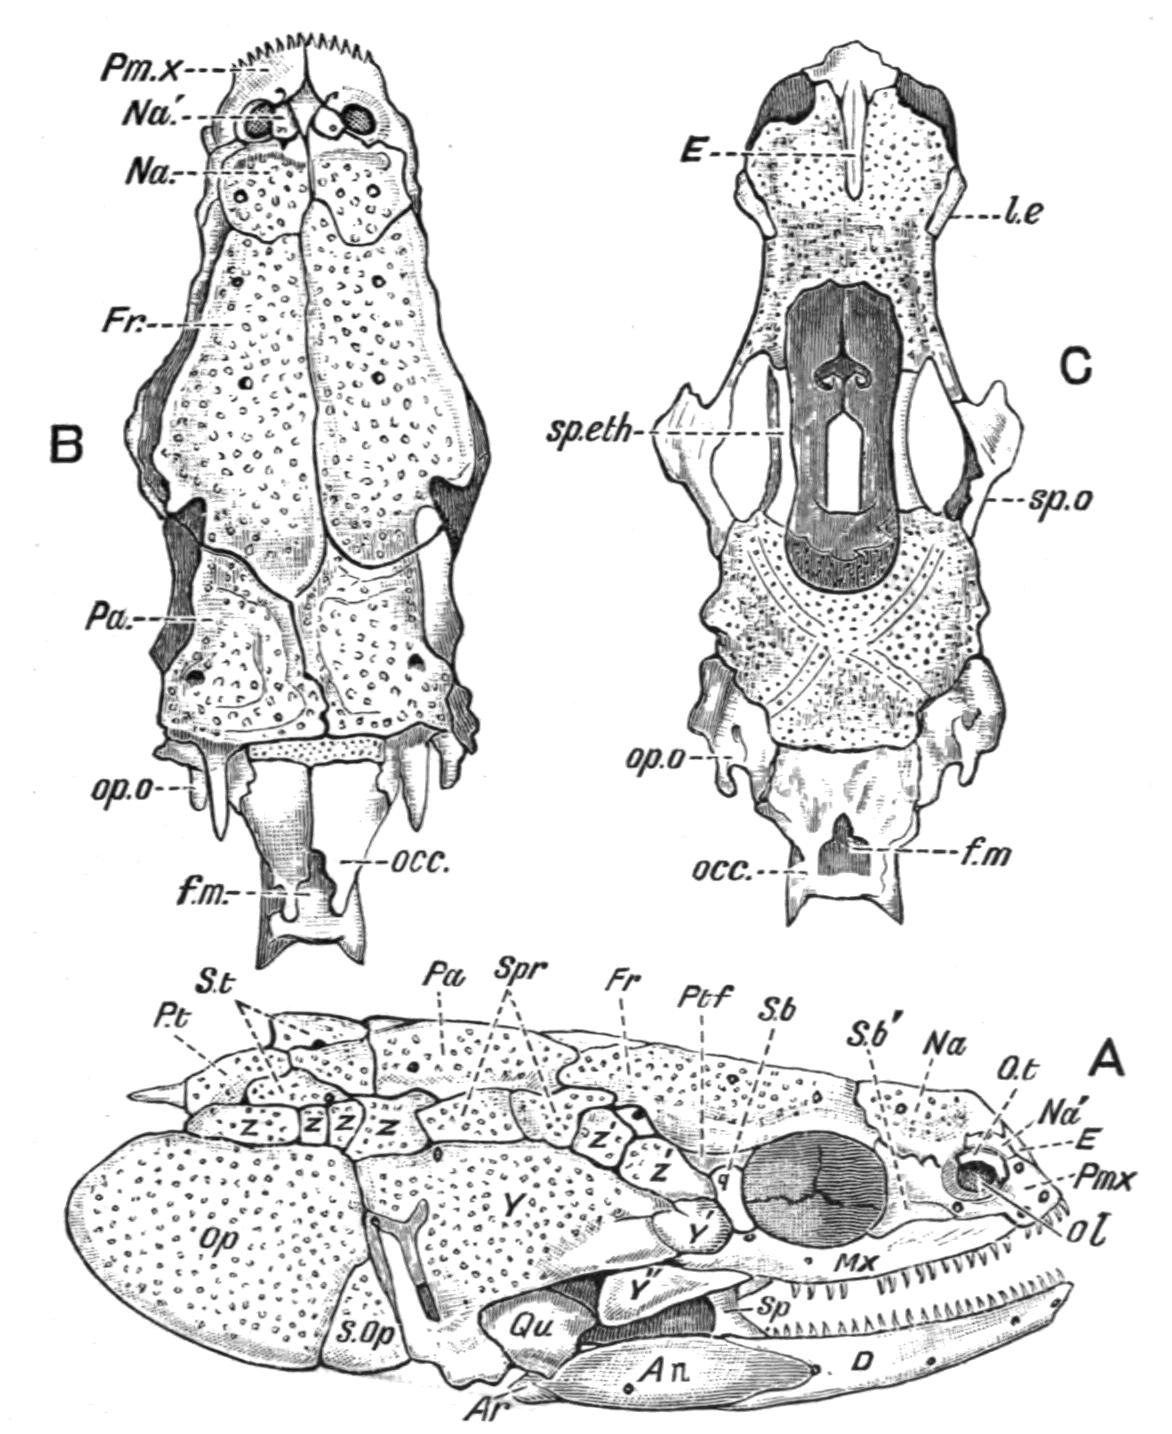 Pm.x
Na'.
Na.
Fr.
B
Pa.
op.o
occ.
f.m.
E
l.e
C
sp.eth
sp.o
op.o
f.m
occ.
A
S.t
P.t
Pa
Spr
Fr
Ptf
S.b
S.b'
Na
O.t
Na'
E
Pmx
ol
Z
Z
Z
Z
Z'
Z'
q
Op
Y
Y'
Y"
Mx
Sp
S.Op
Qu
An
D
Ar